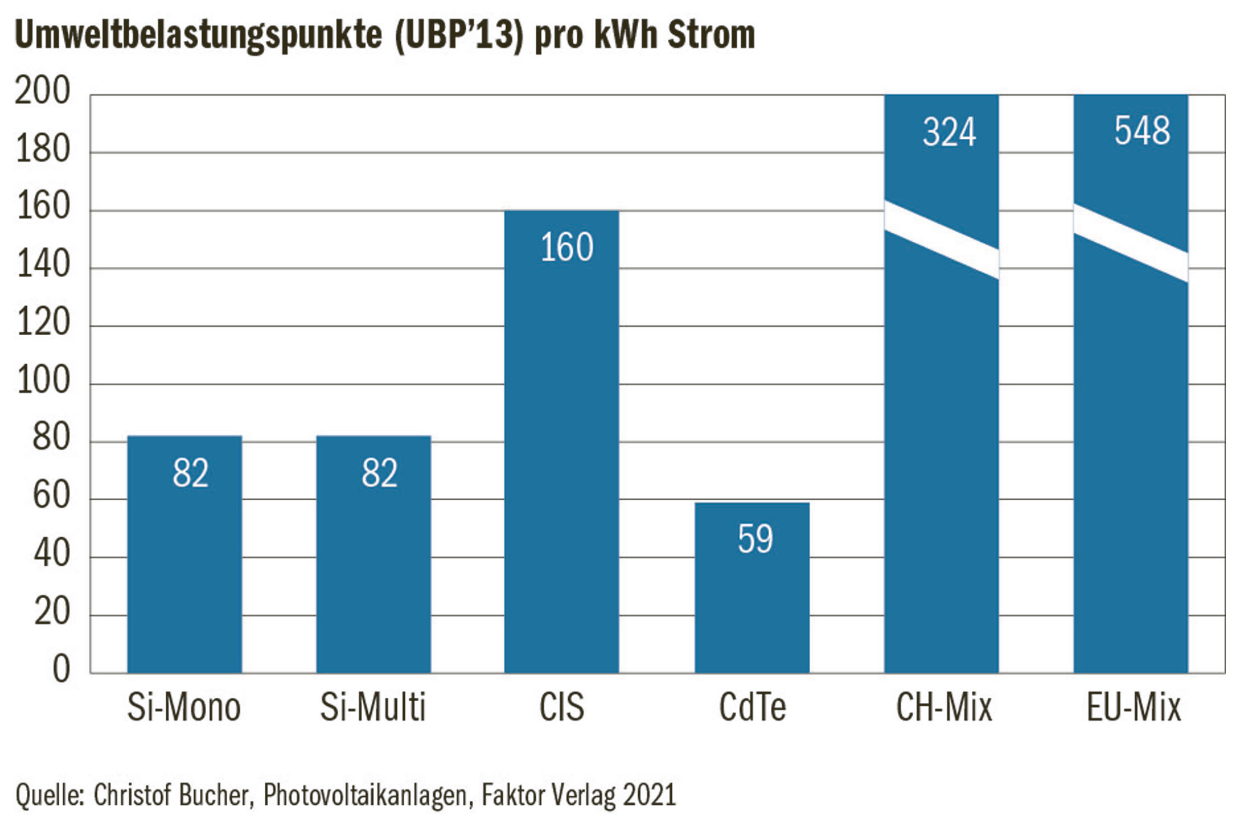 Umweltbelastungspunkte (UBP’13) pro kWh Strom
200
180
160
140
120
100
80
60
40
20
0
82
82
160
59
324
548
Si-Mono
Si-Multi
CIS
CdTe
CH-Mix
EU-Mix
Quelle: Christof Bucher, Photovoltaikanlagen, Faktor Verlag 2021